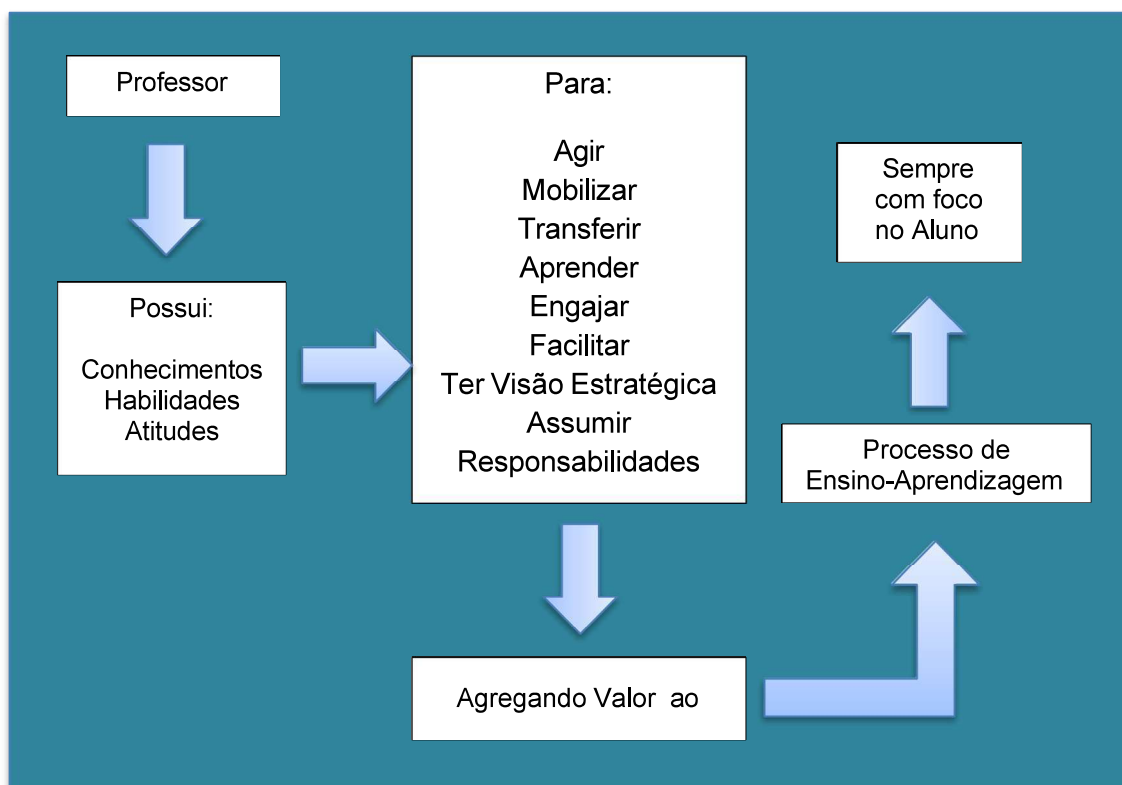 Professor
Possui:
Conhecimentos
Habilidades
Atitudes
Para:
Agir
Mobilizar
Transferir
Aprender
Engajar
Facilitar
Ter Visão Estratégica
Assumir
Responsabilidades
Agregando Valor ao
Processo de
Ensino-Aprendizagem
Sempre
com foco
no Aluno